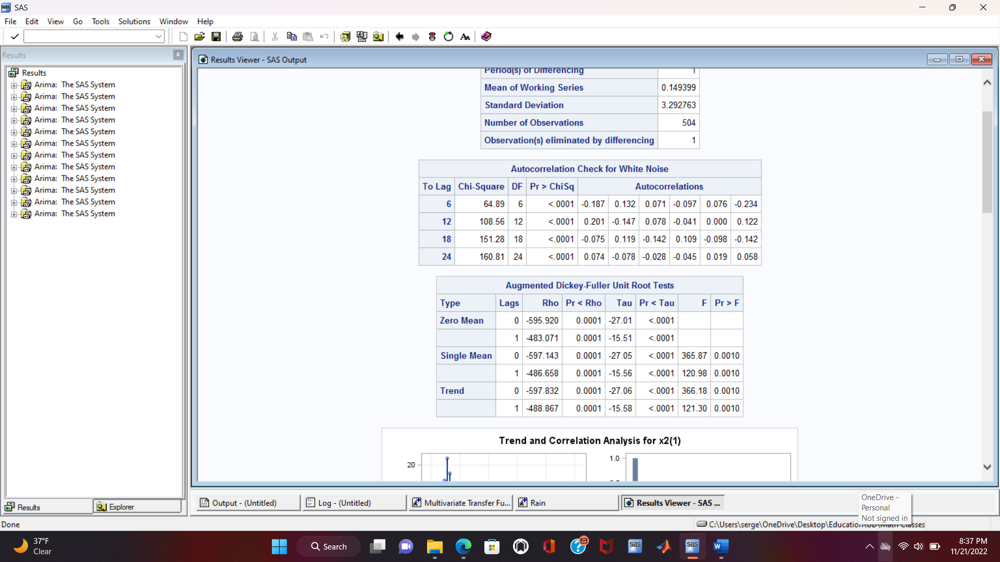 SAS
File Edit View Go Tools Solutions Window Help
Results
Results
Arima: The SAS System
Arima: The SAS System
Arima: The SAS System
Arima: The SAS System
Arima: The SAS System
Arima: The SAS System
Arima: The SAS System
Arima: The SAS System
Arima: The SAS System
Arima: The SAS System
Arima: The SAS System
Arima: The SAS System
Results Explorer
Results Viewer - SAS Output
Period(s) of Differencing 1
Mean of Working Series 0.149399
Standard Deviation 3.292763
Number of Observations 504
Observation(s) eliminated by differencing 1
Autocorrelation Check for White Noise
To Lag Chi-Square DF Pr > ChiSq Autocorrelations
6 64.89 6 <.0001 -0.187 0.132 0.071 -0.097 0.076 -0.234
12 108.56 12 <.0001 0.201 -0.147 0.078 -0.041 0.000 0.122
18 151.28 18 <.0001 -0.075 0.119 -0.142 0.109 -0.098 -0.142
24 160.81 24 <.0001 0.074 -0.078 -0.028 -0.045 0.019 0.058
Augmented Dickey-Fuller Unit Root Tests
Type Lags Rho Pr < Rho Tau Pr < Tau F Pr > F
Zero Mean 0 -595.920 0.0001 -27.01 <.0001
1 -483.071 0.0001 -15.51 <.0001
Single Mean 0 -597.143 0.0001 -27.05 <.0001 365.87 0.0010
1 -486.658 0.0001 -15.56 <.0001 120.98 0.0010
Trend 0 -597.832 0.0001 -27.06 <.0001 366.18 0.0010
1 -488.867 0.0001 -15.58 <.0001 121.30 0.0010
Trend and Correlation Analysis for x2(1)
20 1.0
Output - (Untitled) Log - (Untitled) Multivariate Transfer Fu... Rain Results Viewer - SAS ...
OneDrive -
Personal
Not signed in
Done C:\Users\serge\OneDrive\Desktop\Education\UD\Math Classes
37°F
Clear
Search
sas
sas
W
8:37 PM
11/21/2022